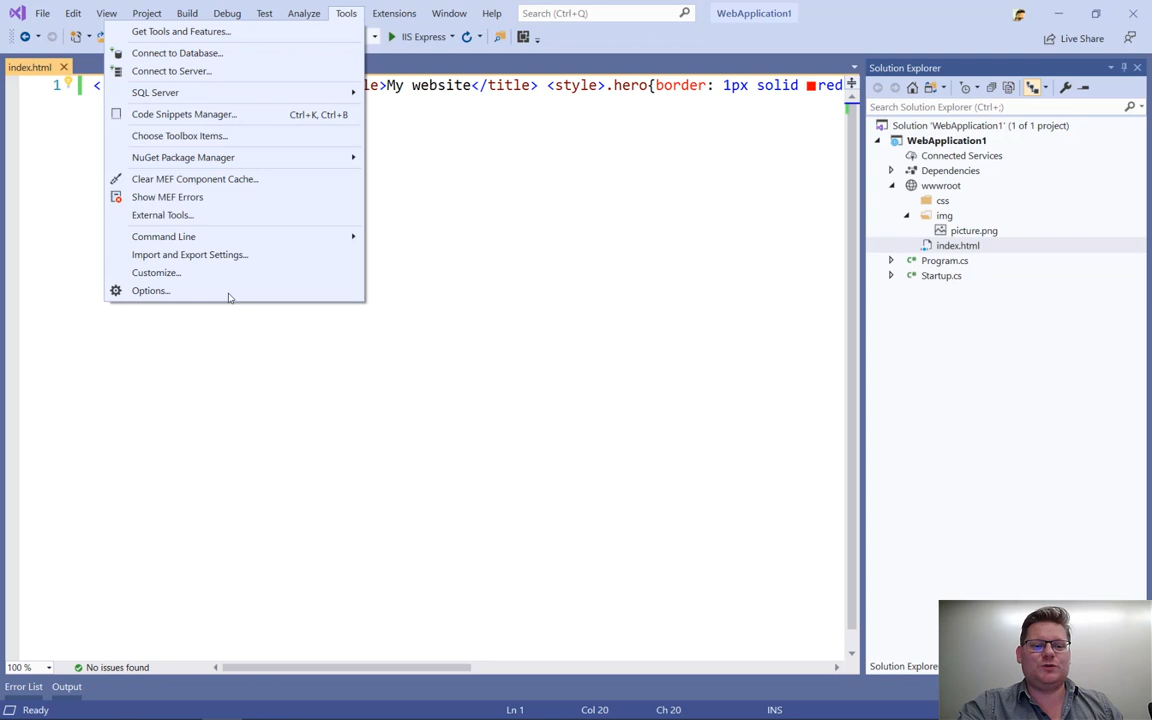 File Edit View Project Build Debug Test Analyze Tools Extensions Window Help Search (Ctrl+Q) WebApplication1
IIS Express
Live Share
index.html
1 < le>My website</title> <style>.hero{border: 1px solid red
Get Tools and Features...
Connect to Database...
Connect to Server...
SQL Server
Code Snippets Manager... Ctrl+K, Ctrl+B
Choose Toolbox Items...
NuGet Package Manager
Clear MEF Component Cache...
Show MEF Errors
External Tools...
Command Line
Import and Export Settings...
Customize...
Options...
Solution Explorer
Search Solution Explorer (Ctrl+;)
Solution 'WebApplication1' (1 of 1 project)
WebApplication1
Connected Services
Dependencies
wwwroot
css
img
picture.png
index.html
C# Program.cs
C# Startup.cs
100 % No issues found
Solution Explore
Error List Output
Ready Ln 1 Col 20 Ch 20 INS